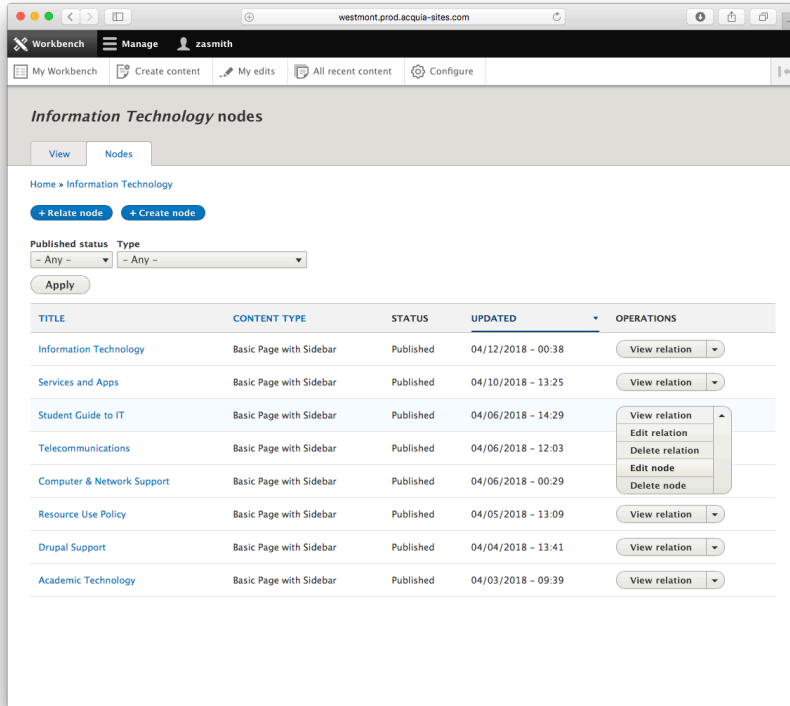 westmont.prod.acquia-sites.com
Workbench Manage zasmith
My Workbench Create content My edits All recent content Configure
Information Technology nodes
View Nodes
Home » Information Technology
+ Relate node + Create node
Published status Type
– Any – – Any –
Apply
TITLE CONTENT TYPE STATUS UPDATED OPERATIONS
Information Technology Basic Page with Sidebar Published 04/12/2018 – 00:38 View relation
Services and Apps Basic Page with Sidebar Published 04/10/2018 – 13:25 View relation
Student Guide to IT Basic Page with Sidebar Published 04/06/2018 – 14:29 View relation
Edit relation
Telecommunications Basic Page with Sidebar Published 04/06/2018 – 12:03 Delete relation
Edit node
Computer & Network Support Basic Page with Sidebar Published 04/06/2018 – 00:29 Delete node
Resource Use Policy Basic Page with Sidebar Published 04/05/2018 – 13:09 View relation
Drupal Support Basic Page with Sidebar Published 04/04/2018 – 13:41 View relation
Academic Technology Basic Page with Sidebar Published 04/03/2018 – 09:39 View relation